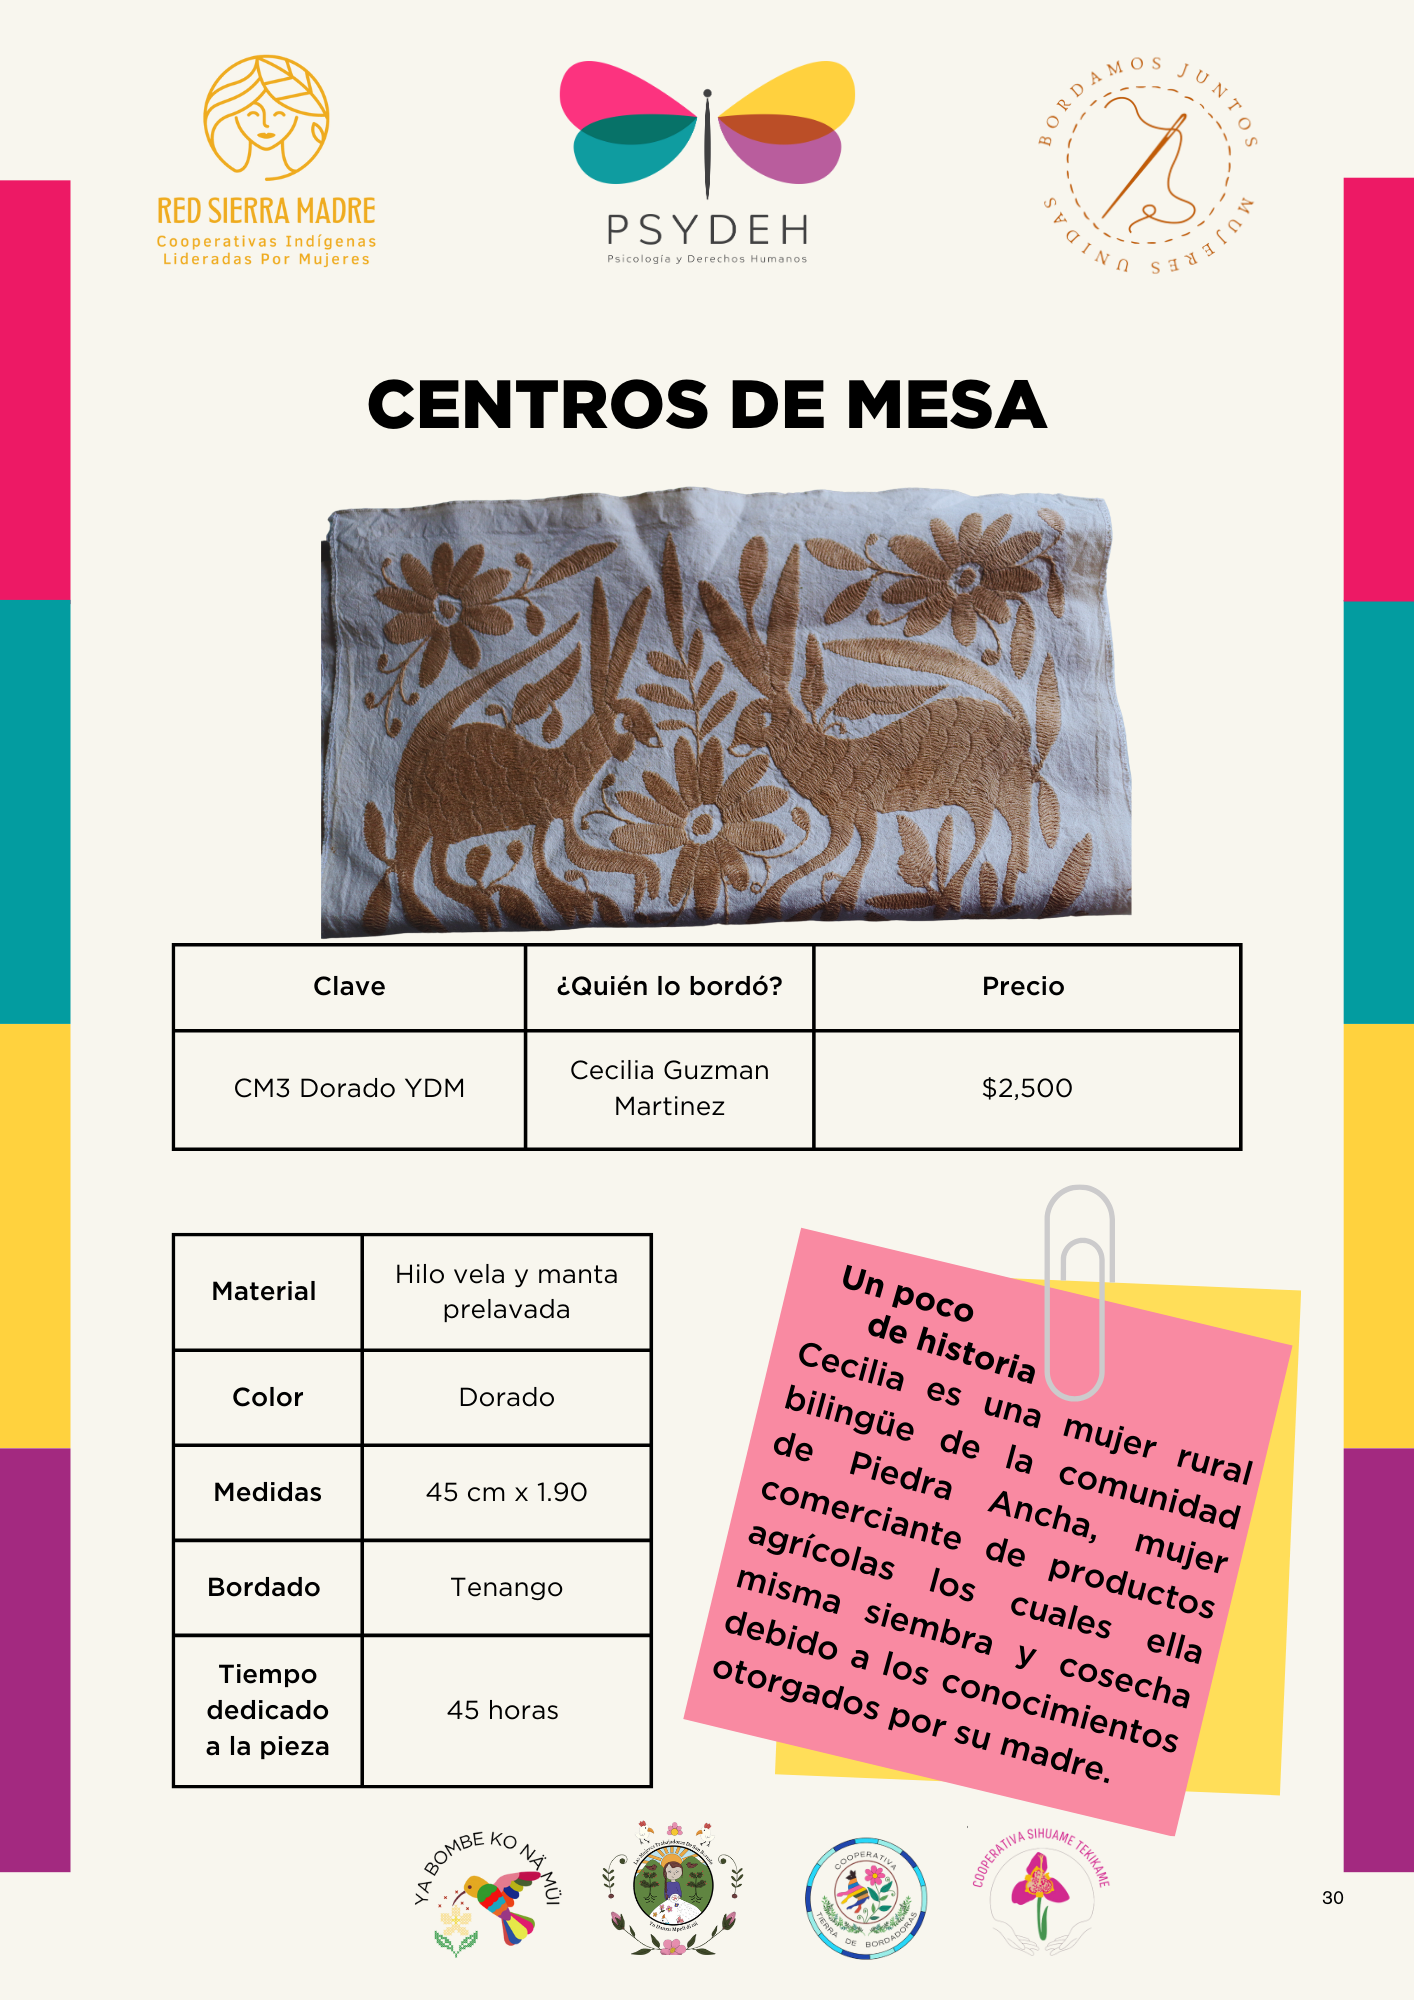 RED SIERRA MADRE
Cooperativas Indígenas
Lideradas Por Mujeres
PSYDEH
Psicología y Derechos Humanos
BORDAMOS JUNTOS
MUJERES UNIDAS
CENTROS DE MESA
Clave
¿Quién lo bordó?
Precio
CM3 Dorado YDM
Cecilia Guzman
Martinez
$2,500
Material
Hilo vela y manta
prelavada
Color
Dorado
Medidas
45 cm x 1.90
Bordado
Tenango
Tiempo
dedicado
a la pieza
45 horas
Un poco
de historia
Cecilia es una mujer rural
bilingüe de la comunidad
de Piedra Ancha, mujer
comerciante de productos
agrícolas los cuales ella
misma siembra y cosecha
debido a los conocimientos
otorgados por su madre.
YA BOMBE KO NÄ MÜI
COOPERATIVA
TIERRA DE BORDADORAS
COOPERATIVA SIHUAME TEKIKAME
30